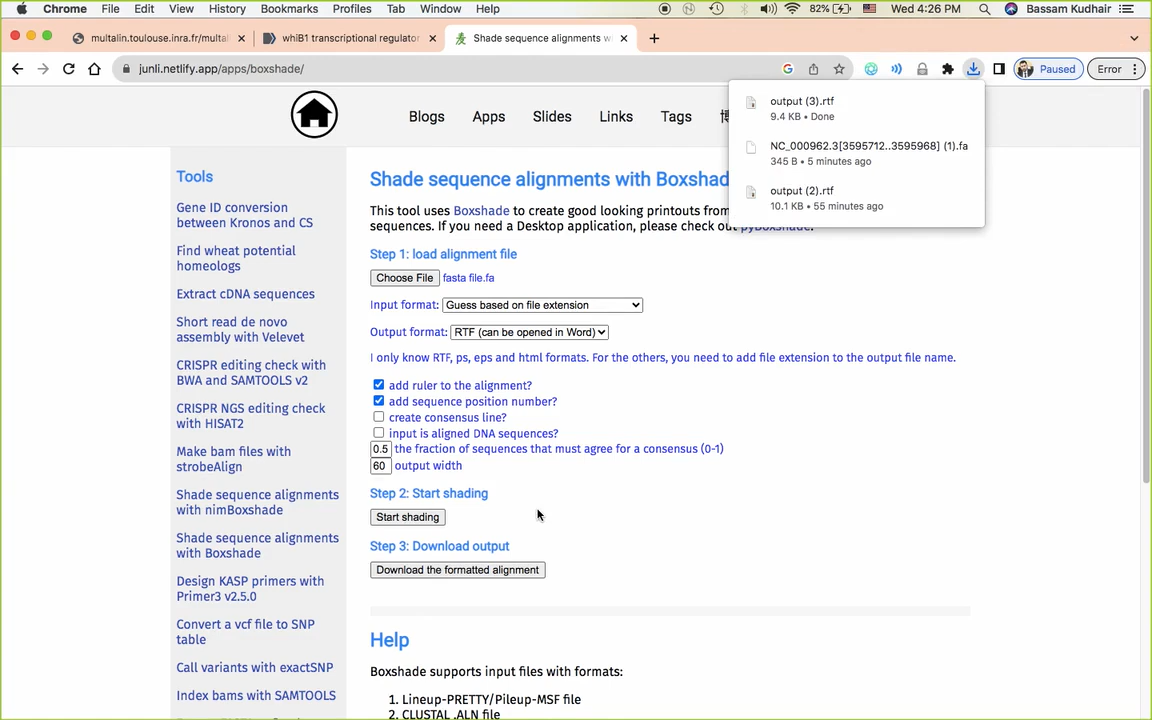 Chrome File Edit View History Bookmarks Profiles Tab Window Help 82% Wed 4:26 PM Bassam Kudhair
multalin.toulouse.inra.fr/multal whiB1 transcriptional regulator Shade sequence alignments wi
junli.netlify.app/apps/boxshade/ Paused Error
Blogs Apps Slides Links Tags 博
output (3).rtf
9.4 KB • Done
NC_000962.3[3595712..3595968] (1).fa
345 B • 5 minutes ago
output (2).rtf
10.1 KB • 55 minutes ago
Tools
Gene ID conversion
between Kronos and CS
Find wheat potential
homeologs
Extract cDNA sequences
Short read de novo
assembly with Velevet
CRISPR editing check with
BWA and SAMTOOLS v2
CRISPR NGS editing check
with HISAT2
Make bam files with
strobeAlign
Shade sequence alignments
with nimBoxshade
Shade sequence alignments
with Boxshade
Design KASP primers with
Primer3 v2.5.0
Convert a vcf file to SNP
table
Call variants with exactSNP
Index bams with SAMTOOLS
Shade sequence alignments with Boxshad
This tool uses Boxshade to create good looking printouts from
sequences. If you need a Desktop application, please check out pyBoxshade.
Step 1: load alignment file
Choose File fasta file.fa
Input format: Guess based on file extension
Output format: RTF (can be opened in Word)
I only know RTF, ps, eps and html formats. For the others, you need to add file extension to the output file name.
add ruler to the alignment?
add sequence position number?
create consensus line?
input is aligned DNA sequences?
0.5 the fraction of sequences that must agree for a consensus (0-1)
60 output width
Step 2: Start shading
Start shading
Step 3: Download output
Download the formatted alignment
Help
Boxshade supports input files with formats:
1. Lineup-PRETTY/Pileup-MSF file
2. CLUSTAL .ALN file